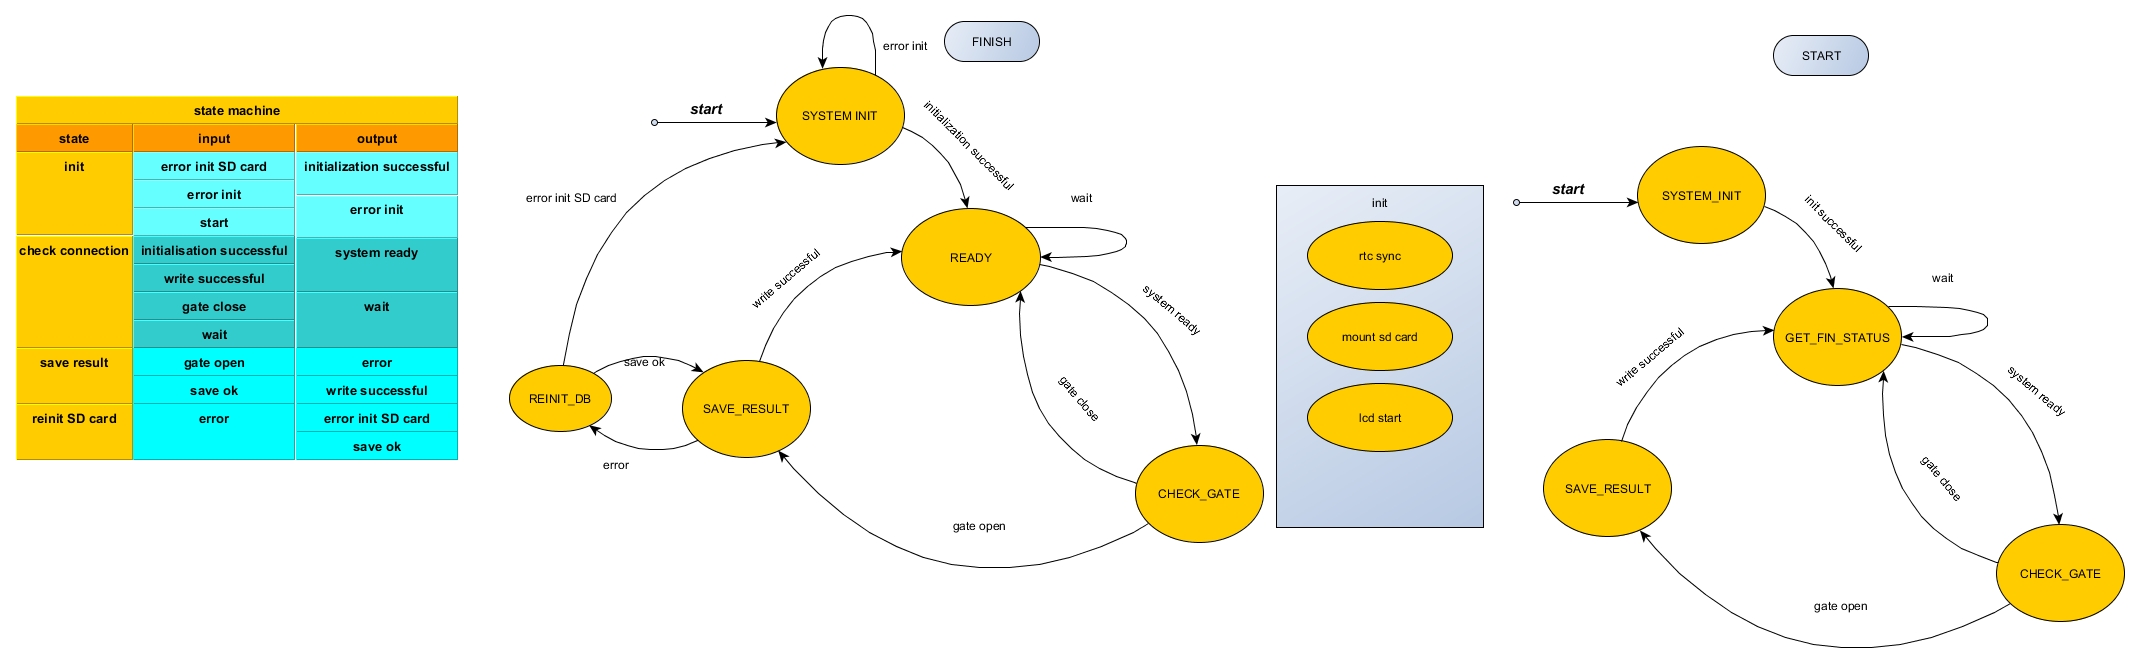 state machine
state input output
init error init SD card initialization successful
error init
error init
start
check connection initialisation successful system ready
write successful
gate close wait
wait
save result gate open error
save ok write successful
reinit SD card error error init SD card
save ok
FINISH
error init
start
SYSTEM INIT
initialization successful
error init SD card
wait
READY
write successful
system ready
save ok
gate close
REINIT_DB
SAVE_RESULT
error
CHECK_GATE
gate open
init
rtc sync
mount sd card
lcd start
START
start
SYSTEM_INIT
init successful
wait
GET_FIN_STATUS
write successful
system ready
gate close
SAVE_RESULT
CHECK_GATE
gate open